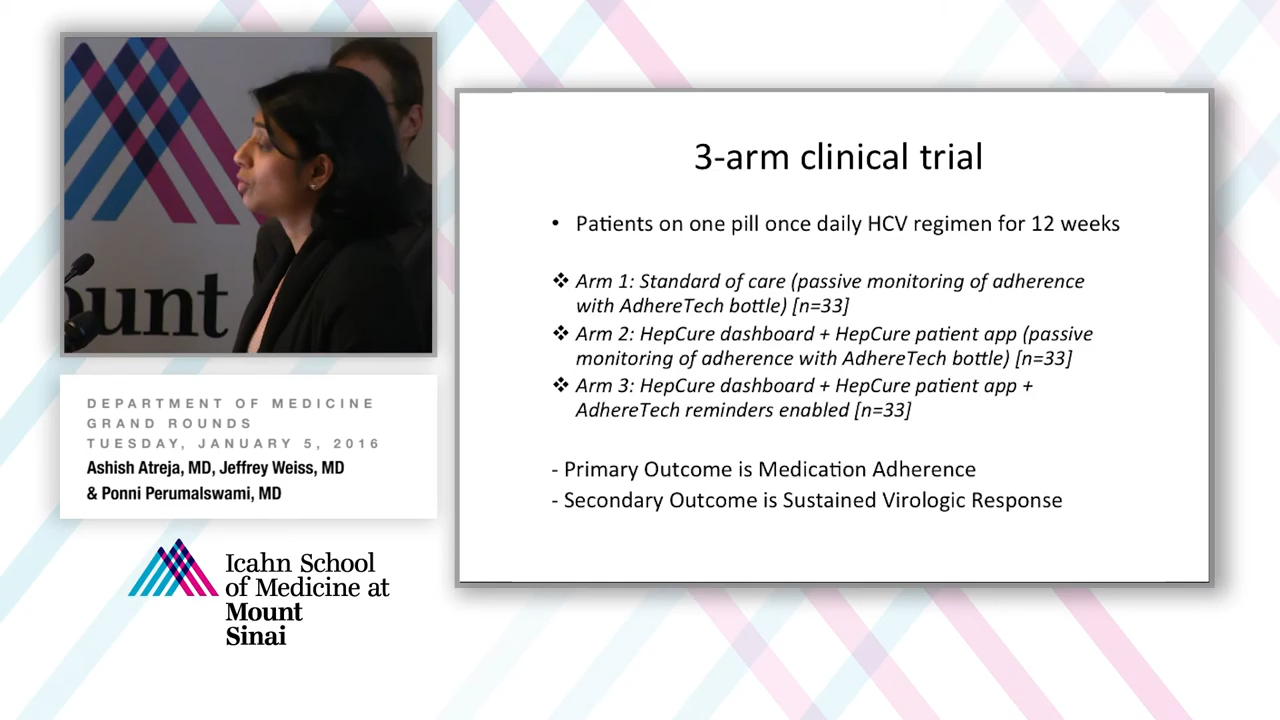 ount
DEPARTMENT OF MEDICINE
GRAND ROUNDS
TUESDAY, JANUARY 5, 2016
Ashish Atreja, MD, Jeffrey Weiss, MD
& Ponni Perumalswami, MD
Icahn School
of Medicine at
Mount
Sinai
3-arm clinical trial
• Patients on one pill once daily HCV regimen for 12 weeks
❖ Arm 1: Standard of care (passive monitoring of adherence
with AdhereTech bottle) [n=33]
❖ Arm 2: HepCure dashboard + HepCure patient app (passive
monitoring of adherence with AdhereTech bottle) [n=33]
❖ Arm 3: HepCure dashboard + HepCure patient app +
AdhereTech reminders enabled [n=33]
- Primary Outcome is Medication Adherence
- Secondary Outcome is Sustained Virologic Response